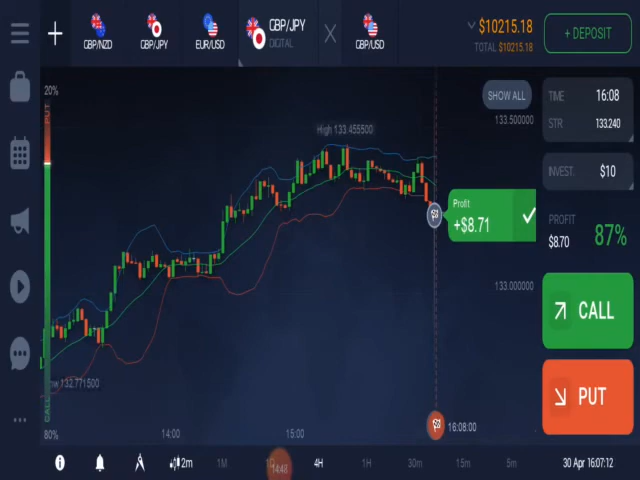 GBP/NZD
GBP/JPY
EUR/USD
GBP/JPY
DIGITAL
GBP/USD
$10215.18
TOTAL $10215.18
+ DEPOSIT
20%
PUT
High 133.455500
SHOW ALL
133.500000
TIME 16:08
STR 133.240
INVEST. $10
Profit
+$8.71
PROFIT
$8.70
87%
133.000000
CALL
PUT
132.771500
CALL
80%
14:00
15:00
16:08:00
2m
1M
14:48
4H
1H
30m
15m
5m
30 Apr 16:07:12